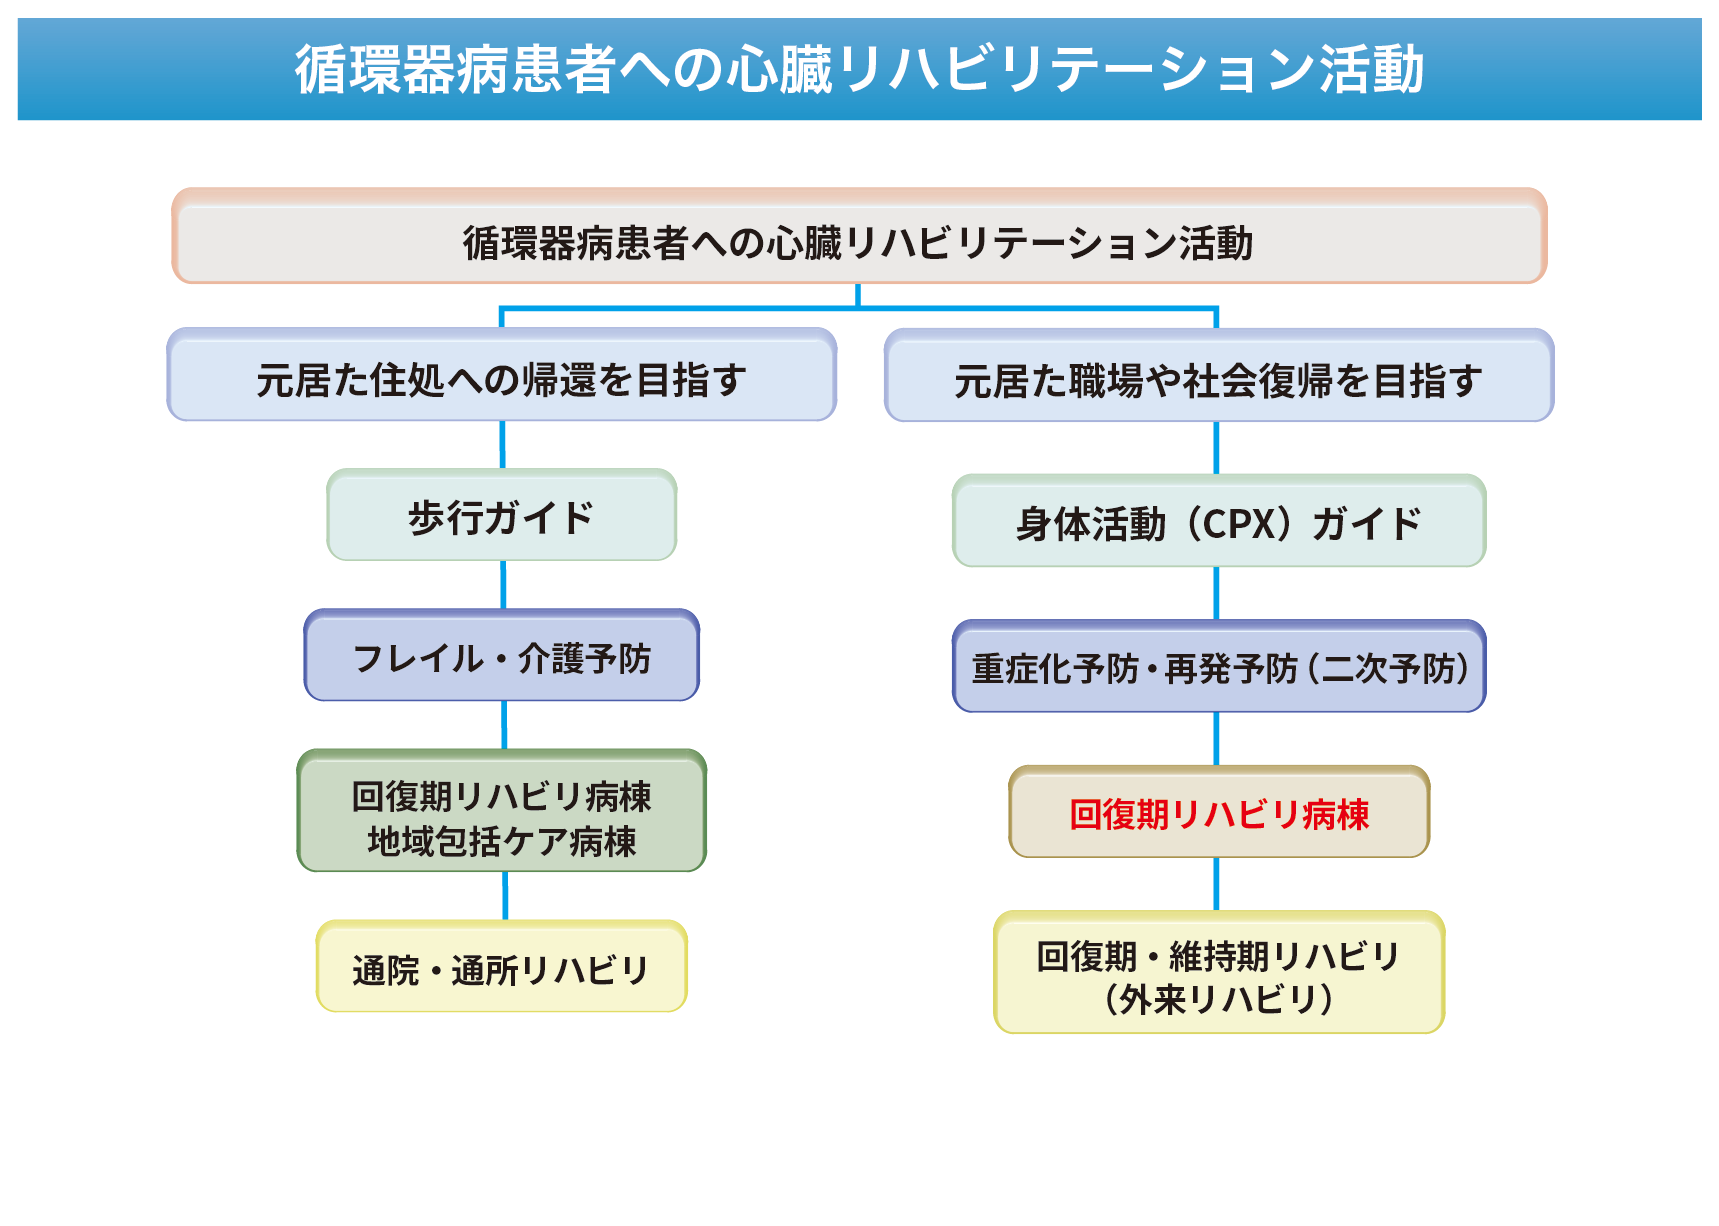 循環器病患者への心臓リハビリテーション活動
循環器病患者への心臓リハビリテーション活動
元居た住処への帰還を目指す
歩行ガイド
フレイル・介護予防
回復期リハビリ病棟
地域包括ケア病棟
通院・通所リハビリ
元居た職場や社会復帰を目指す
身体活動（CPX）ガイド
重症化予防・再発予防（二次予防）
回復期リハビリ病棟
回復期・維持期リハビリ
（外来リハビリ）